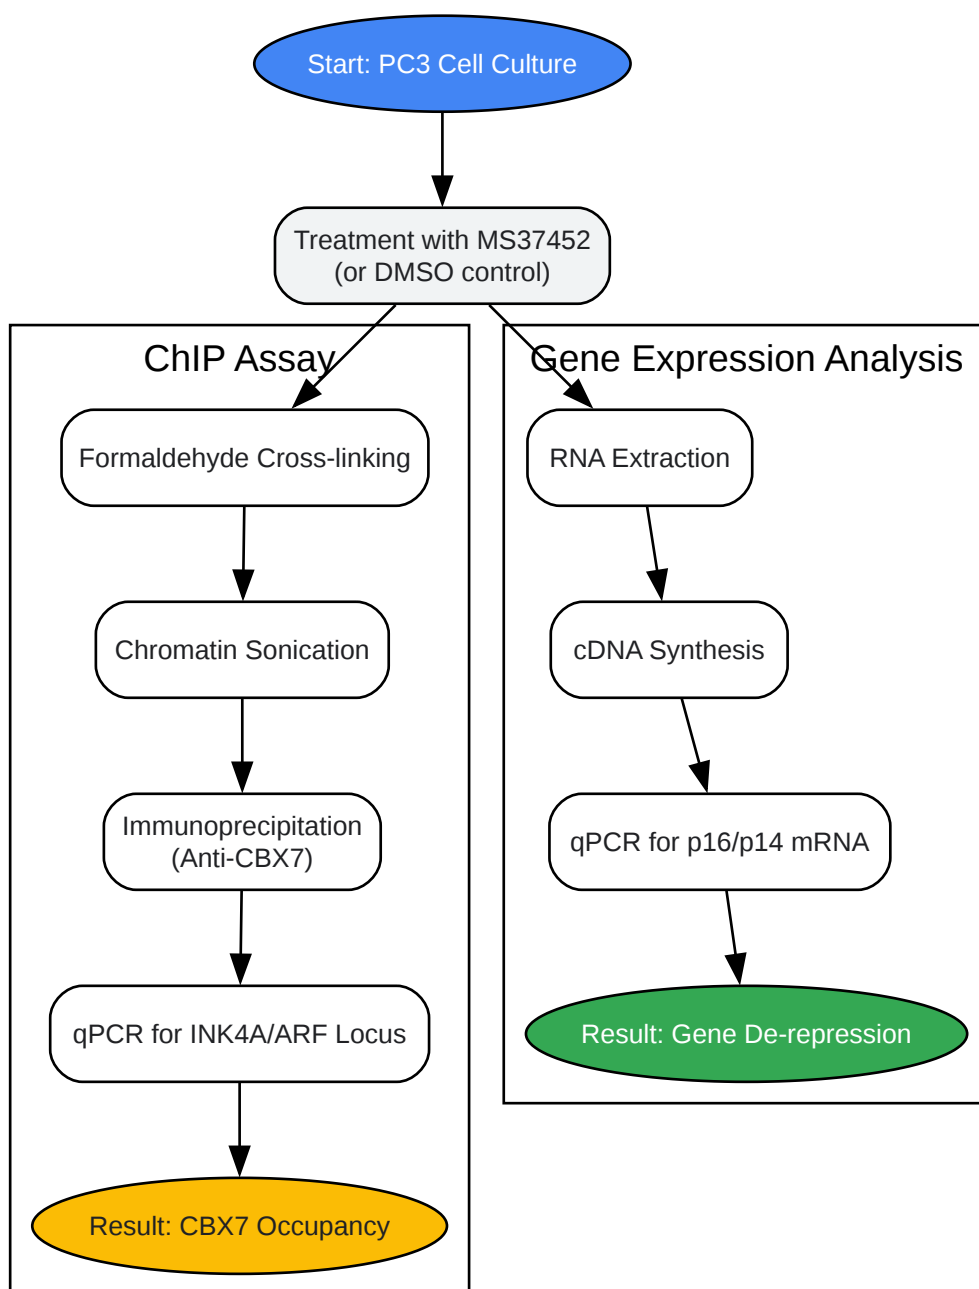 Start: PC3 Cell Culture
Treatment with MS37452
(or DMSO control)
ChIP Assay
Formaldehyde Cross-linking
Chromatin Sonication
Immunoprecipitation
(Anti-CBX7)
qPCR for INK4A/ARF Locus
Result: CBX7 Occupancy
Gene Expression Analysis
RNA Extraction
cDNA Synthesis
qPCR for p16/p14 mRNA
Result: Gene De-repression